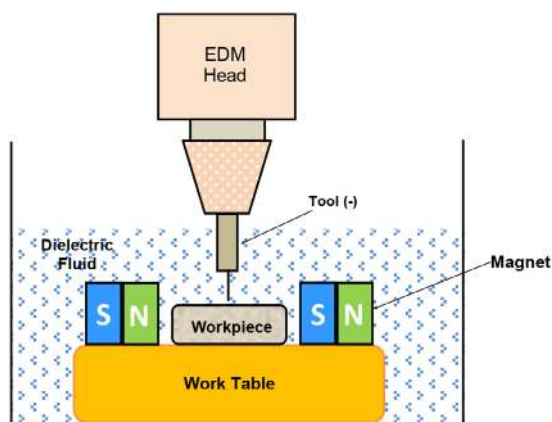 EDM
Head
Tool (-)
Dielectric
Fluid
Magnet
S N
S N
Workpiece
Work Table